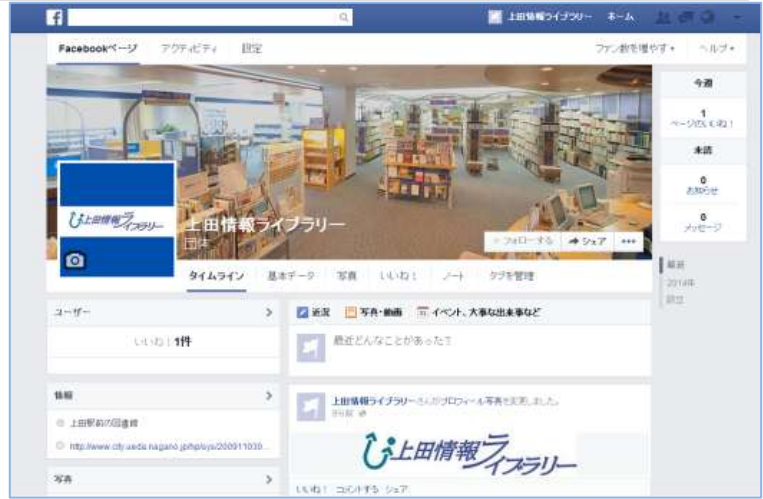 f
上田情報ライブラリー ホーム
Facebookページ アクティビティ 設定
ファン数を増やす ヘルプ
今週
1
ページのいいね！
未読
0
お知らせ
0
メッセージ
上田情報ライブラリー
上田情報ライブラリー
団体
フォローする シェア
タイムライン 基本データ 写真 いいね！ ノート タブを管理
最新
2014年
設立
ユーザー
いいね！1件
近況 写真・動画 イベント、大事な出来事など
最近どんなことがあった？
情報
上田駅前の図書館
上田情報ライブラリーさんがプロフィール写真を変更しました。
上田情報ライブラリー
写真
いいね！ コメントする シェア